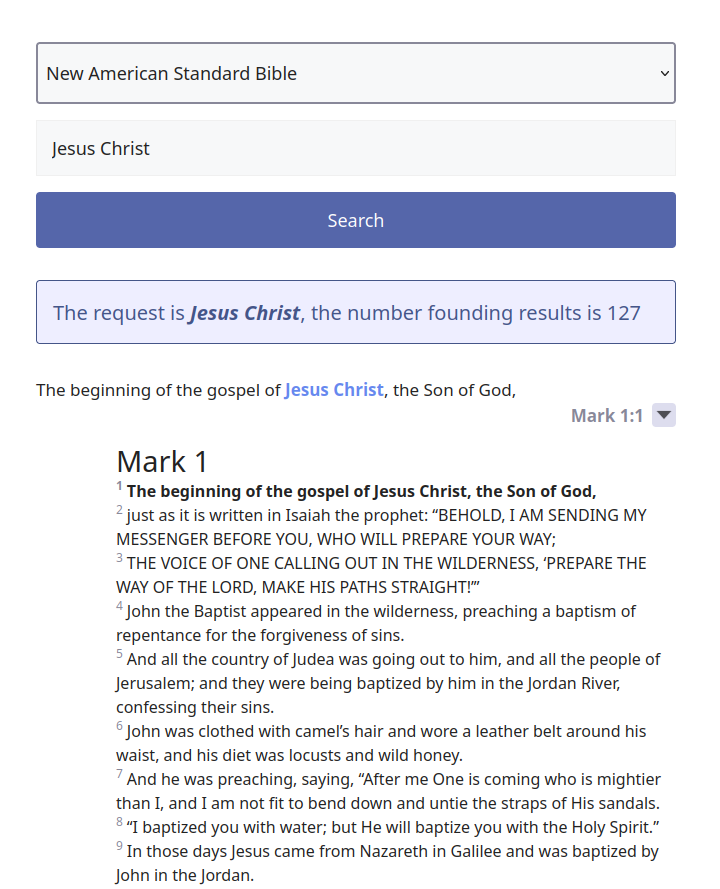 New American Standard Bible
Jesus Christ
Search
The request is Jesus Christ, the number founding results is 127
The beginning of the gospel of Jesus Christ, the Son of God,
Mark 1:1
Mark 1
1 The beginning of the gospel of Jesus Christ, the Son of God,
2 just as it is written in Isaiah the prophet: “BEHOLD, I AM SENDING MY
MESSENGER BEFORE YOU, WHO WILL PREPARE YOUR WAY;
3 THE VOICE OF ONE CALLING OUT IN THE WILDERNESS, ‘PREPARE THE
WAY OF THE LORD, MAKE HIS PATHS STRAIGHT!’”
4 John the Baptist appeared in the wilderness, preaching a baptism of
repentance for the forgiveness of sins.
5 And all the country of Judea was going out to him, and all the people of
Jerusalem; and they were being baptized by him in the Jordan River,
confessing their sins.
6 John was clothed with camel’s hair and wore a leather belt around his
waist, and his diet was locusts and wild honey.
7 And he was preaching, saying, “After me One is coming who is mightier
than I, and I am not fit to bend down and untie the straps of His sandals.
8 “I baptized you with water; but He will baptize you with the Holy Spirit.”
9 In those days Jesus came from Nazareth in Galilee and was baptized by
John in the Jordan.